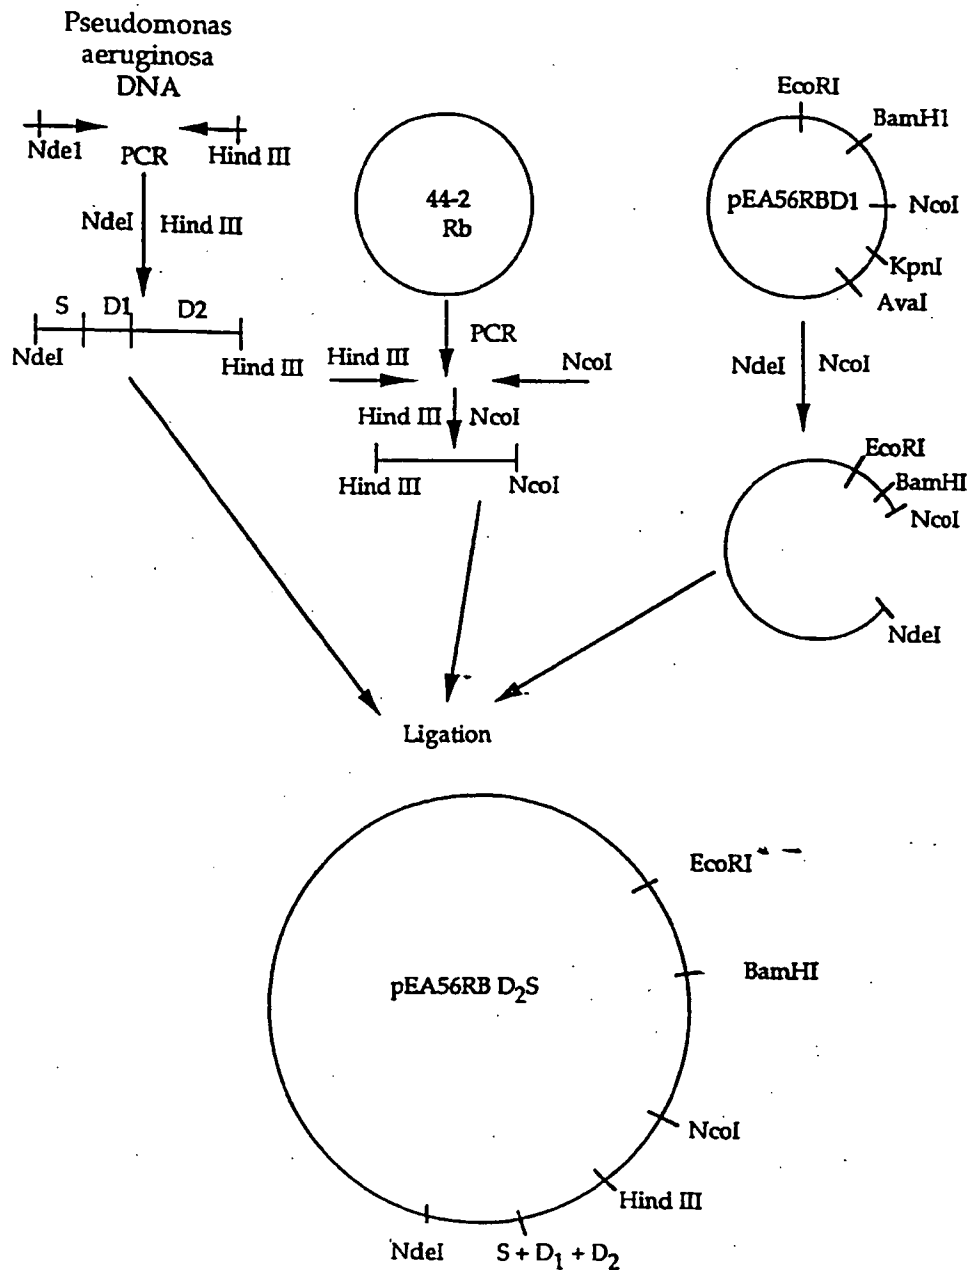 Pseudomonas
aeruginosa
DNA
Nde1
PCR
Hind III
NdeI
Hind III
S
D1
D2
NdeI
Hind III
44-2
Rb
PCR
Hind III
NcoI
Hind III
NcoI
Hind III
NcoI
EcoRI
BamH1
pEA56RBD1
NcoI
KpnI
AvaI
NdeI
NcoI
EcoRI
BamHI
NcoI
NdeI
Ligation
EcoRI
BamHI
pEA56RB D₂S
NcoI
Hind III
NdeI
S + D₁ + D₂